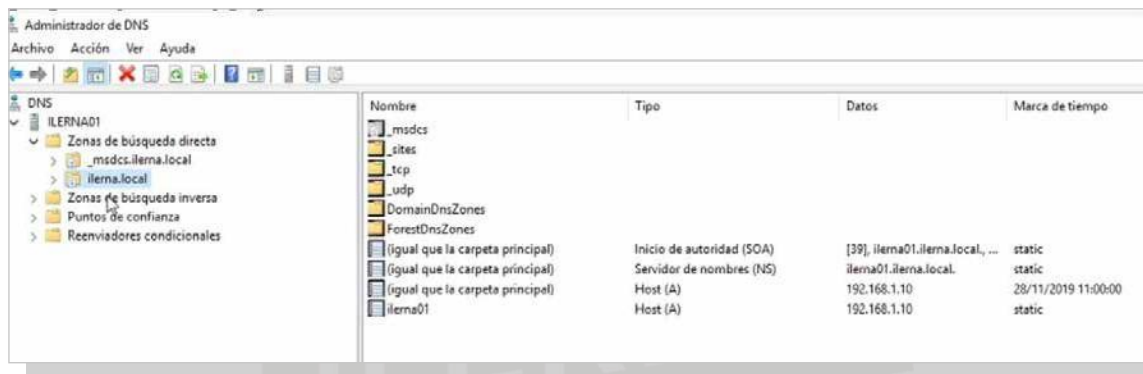 Administrador de DNS
Archivo Acción Ver Ayuda
DNS
ILERNA01
Zonas de búsqueda directa
_msdcs.ilerna.local
ilerna.local
Zonas de búsqueda inversa
Puntos de confianza
Reenviadores condicionales
Nombre Tipo Datos Marca de tiempo
_msdcs
_sites
_tcp
_udp
DomainDnsZones
ForestDnsZones
(igual que la carpeta principal) Inicio de autoridad (SOA) [39], ilerna01.ilerna.local., ... static
(igual que la carpeta principal) Servidor de nombres (NS) ilerna01.ilerna.local. static
(igual que la carpeta principal) Host (A) 192.168.1.10 28/11/2019 11:00:00
ilerna01 Host (A) 192.168.1.10 static